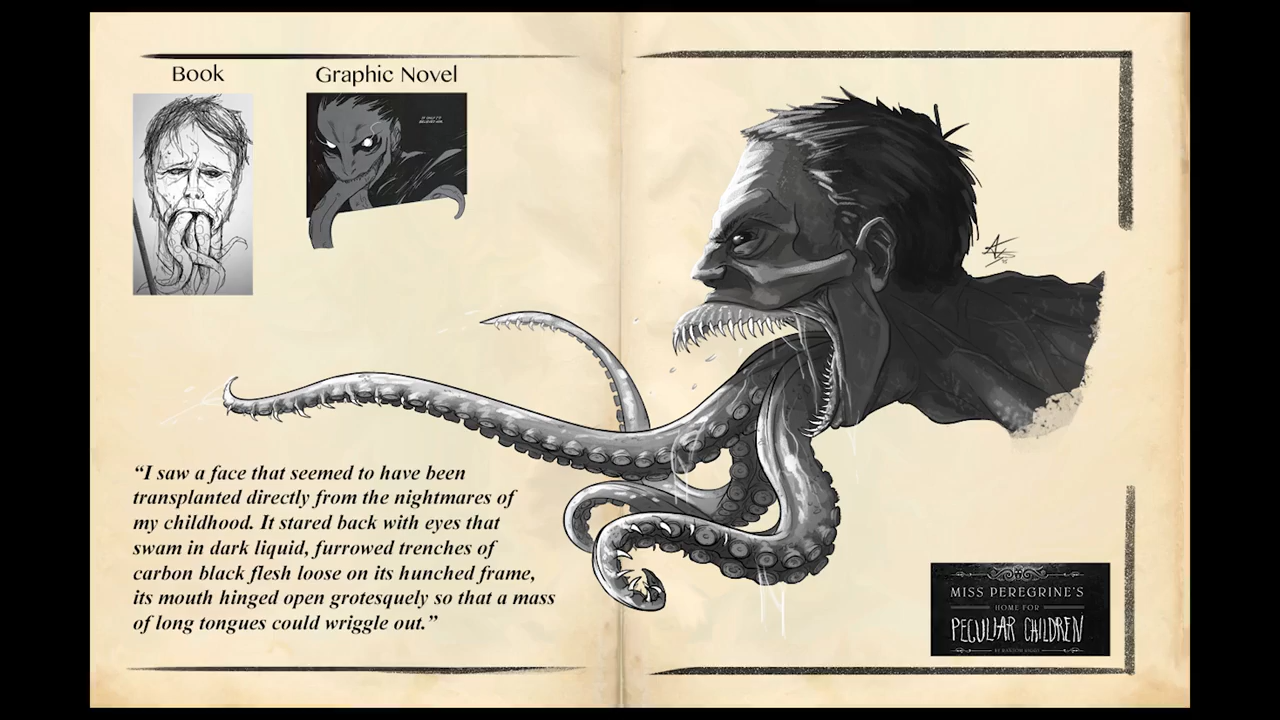 Book
Graphic Novel
“I saw a face that seemed to have been
transplanted directly from the nightmares of
my childhood. It stared back with eyes that
swam in dark liquid, furrowed trenches of
carbon black flesh loose on its hunched frame,
its mouth hinged open grotesquely so that a mass
of long tongues could wriggle out.”
MISS PEREGRINE'S
HOME FOR
PECULIAR CHILDREN
BY RANSOM RIGGS